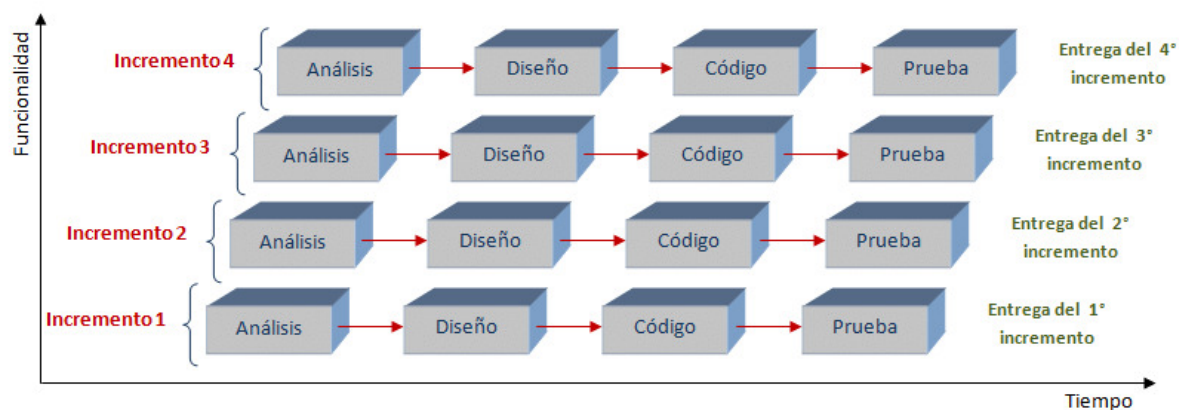 Funcionalidad
Incremento 4
Análisis
Diseño
Código
Prueba
Entrega del 4°
incremento
Incremento 3
Análisis
Diseño
Código
Prueba
Entrega del 3°
incremento
Incremento 2
Análisis
Diseño
Código
Prueba
Entrega del 2°
incremento
Incremento 1
Análisis
Diseño
Código
Prueba
Entrega del 1°
incremento
Tiempo